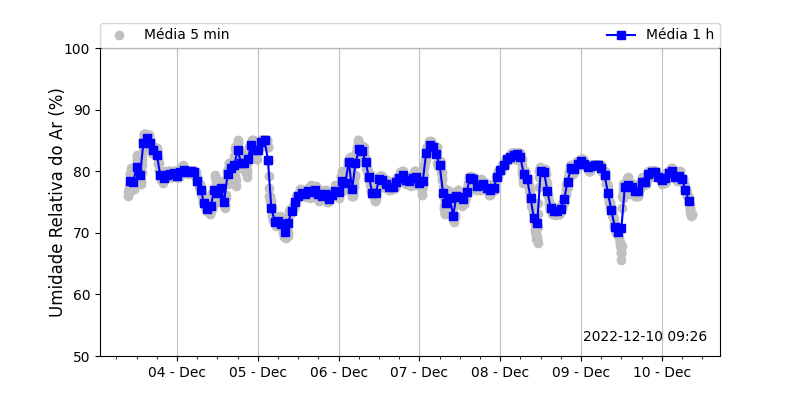 Média 5 min
Média 1 h
Umidade Relativa do Ar (%)
100
90
80
70
60
50
2022-12-10 09:26
04 - Dec
05 - Dec
06 - Dec
07 - Dec
08 - Dec
09 - Dec
10 - Dec